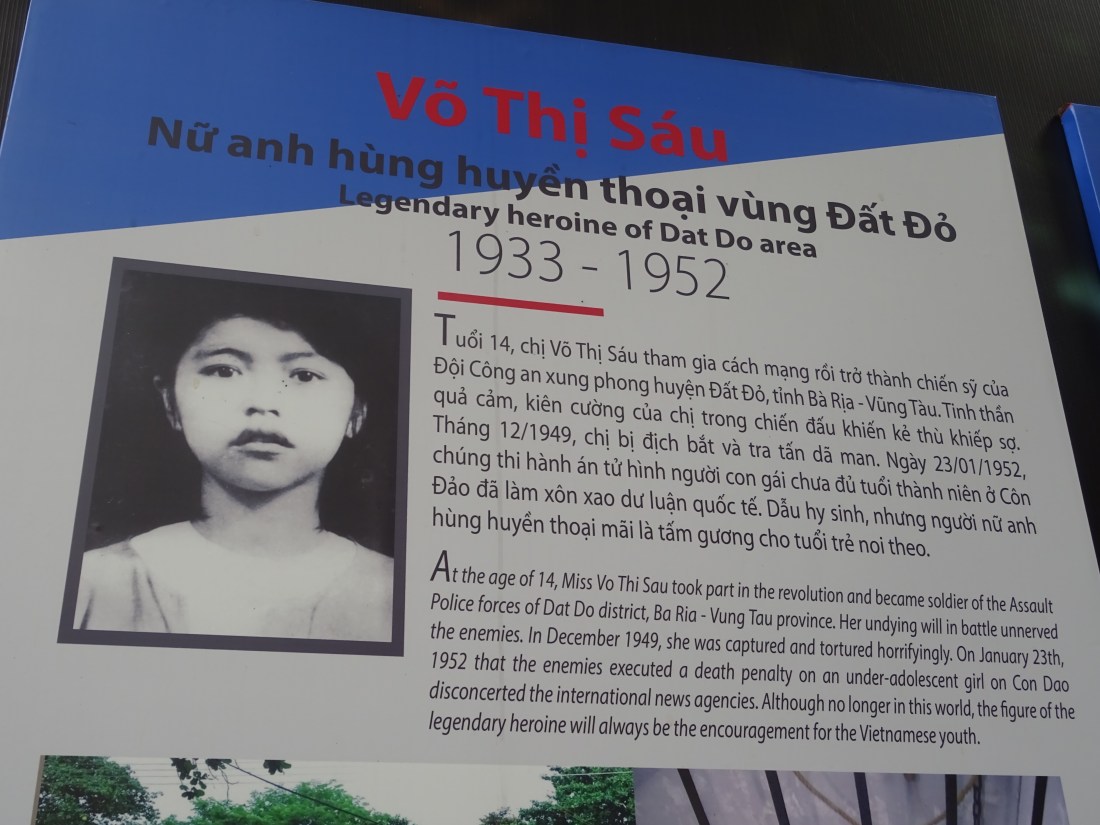 Võ Thị Sáu
Nữ anh hùng huyền thoại vùng Đất Đỏ
Legendary heroine of Dat Do area
1933 - 1952
Tuổi 14, chị Võ Thị Sáu tham gia cách mạng rồi trở thành chiến sỹ của
Đội Công an xung phong huyện Đất Đỏ, tỉnh Bà Rịa - Vũng Tàu. Tinh thần
quả cảm, kiên cường của chị trong chiến đấu khiến kẻ thù khiếp sợ.
Tháng 12/1949, chị bị địch bắt và tra tấn dã man. Ngày 23/01/1952,
chúng thi hành án tử hình người con gái chưa đủ tuổi thành niên ở Côn
Đảo đã làm xôn xao dư luận quốc tế. Dẫu hy sinh, nhưng người nữ anh
hùng huyền thoại mãi là tấm gương cho tuổi trẻ noi theo.
At the age of 14, Miss Vo Thi Sau took part in the revolution and became soldier of the Assault
Police forces of Dat Do district, Ba Ria - Vung Tau province. Her undying will in battle unnerved
the enemies. In December 1949, she was captured and tortured horrifyingly. On January 23th,
1952 that the enemies executed a death penalty on an under-adolescent girl on Con Dao
disconcerted the international news agencies. Although no longer in this world, the figure of the
legendary heroine will always be the encouragement for the Vietnamese youth.